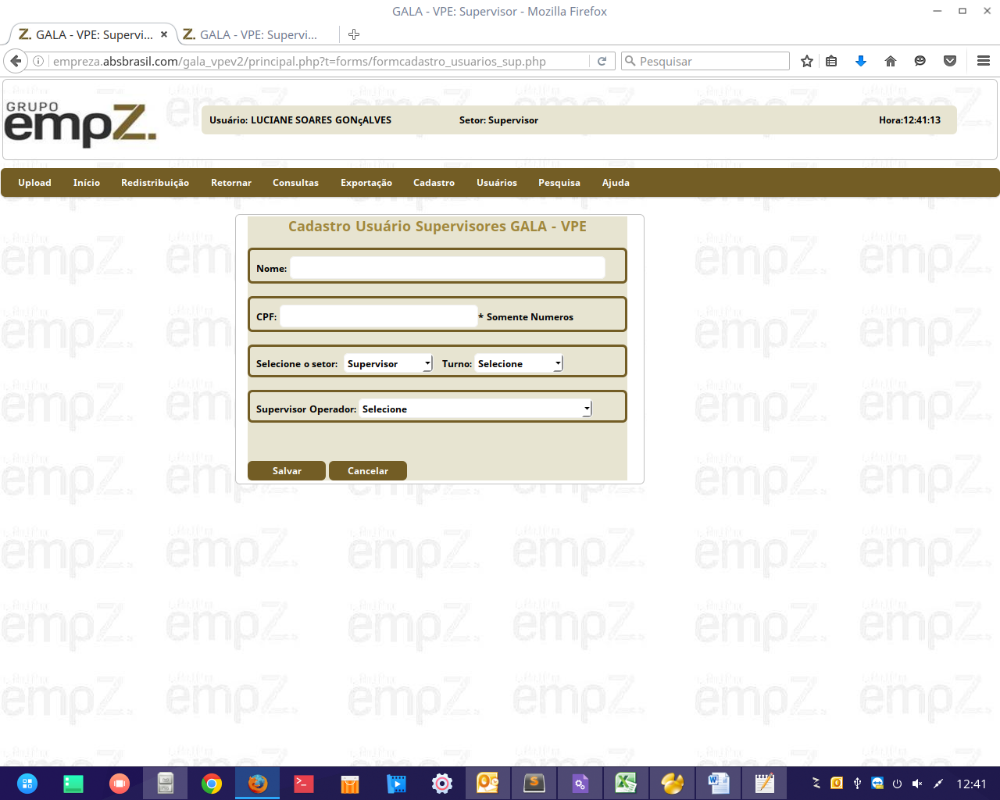 GALA - VPE: Supervisor - Mozilla Firefox
GALA - VPE: Supervi...
GALA - VPE: Supervi...
empreza.absbrasil.com/gala_vpev2/principal.php?t=forms/formcadastro_usuarios_sup.php
Pesquisar
GRUPO
empZ.
Usuário: LUCIANE SOARES GONçALVES
Setor: Supervisor
Hora:12:41:13
Upload
Início
Redistribuição
Retornar
Consultas
Exportação
Cadastro
Usuários
Pesquisa
Ajuda
Cadastro Usuário Supervisores GALA - VPE
Nome:
CPF:
* Somente Numeros
Selecione o setor:
Supervisor
Turno:
Selecione
Supervisor Operador:
Selecione
Salvar
Cancelar
12:41